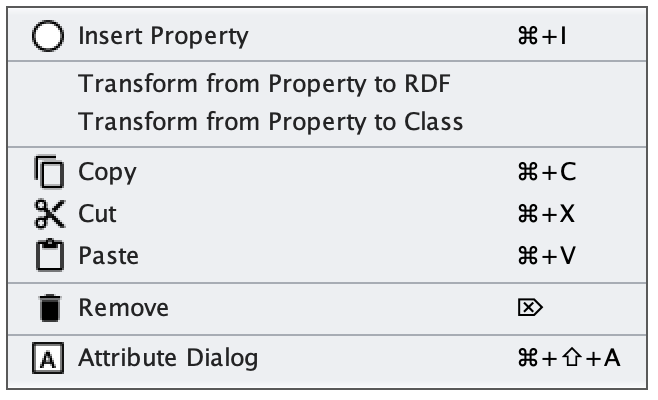 Insert Property ⌘+I
Transform from Property to RDF
Transform from Property to Class
Copy ⌘+C
Cut ⌘+X
Paste ⌘+V
Remove ⌦
A Attribute Dialog ⌘+⇧+A